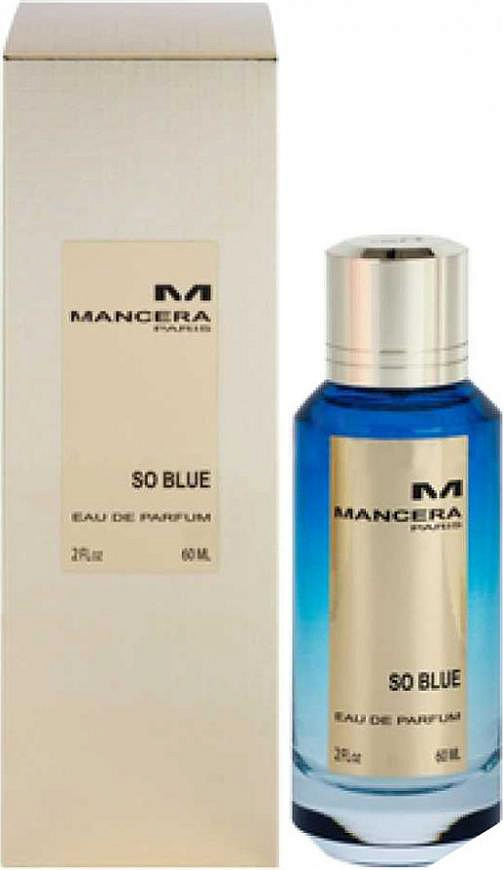 M
MANCERA
PARIS
SO BLUE
EAU DE PARFUM
2 FL oz 60 ML
M
MANCERA
PARIS
SO BLUE
EAU DE PARFUM
2 FL oz 60 ML